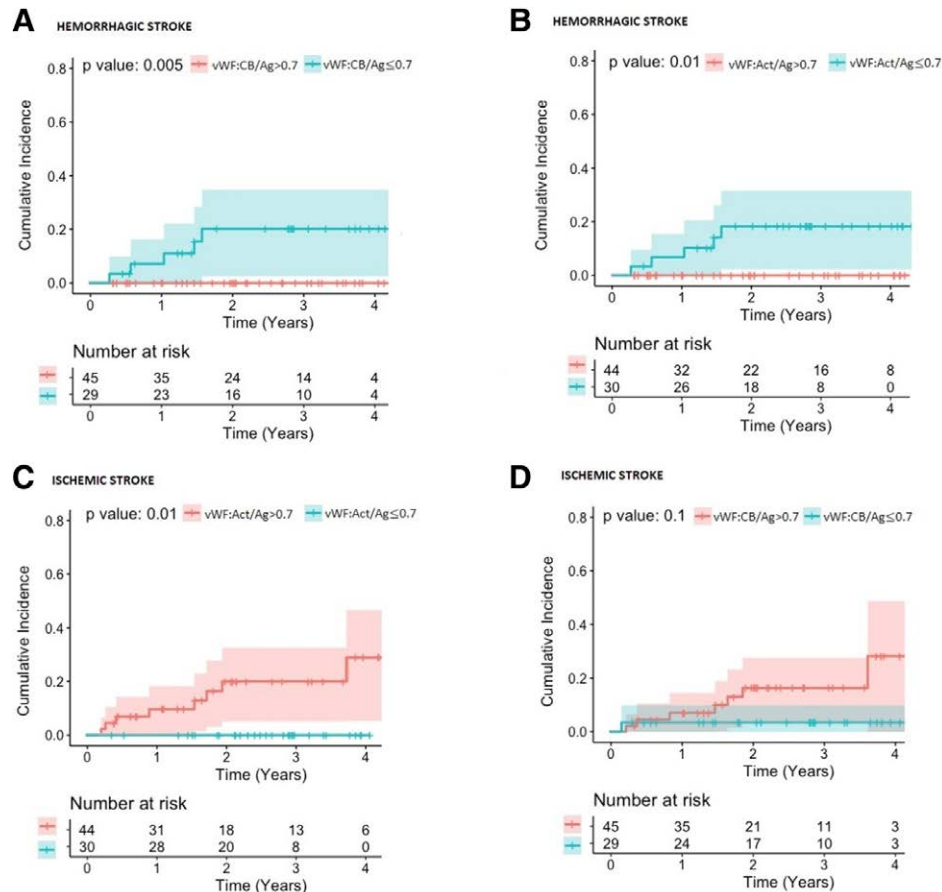 A HEMORRHAGIC STROKE
p value: 0.005 vWF:CB/Ag>0.7 vWF:CB/Ag≤0.7
0.8
0.6
0.4
0.2
0.0
Cumulative Incidence
0 1 2 3 4
Time (Years)
Number at risk
45 35 24 14 4
29 23 16 10 4
0 1 2 3 4
Time (Years)
B HEMORRHAGIC STROKE
p value: 0.01 vWF:Act/Ag>0.7 vWF:Act/Ag≤0.7
0.8
0.6
0.4
0.2
0.0
Cumulative Incidence
0 1 2 3 4
Time (Years)
Number at risk
44 32 22 16 8
30 26 18 8 0
0 1 2 3 4
Time (Years)
C ISCHEMIC STROKE
p value: 0.01 vWF:Act/Ag>0.7 vWF:Act/Ag≤0.7
0.8
0.6
0.4
0.2
0.0
Cumulative Incidence
0 1 2 3 4
Time (Years)
Number at risk
44 31 18 13 6
30 28 20 8 0
0 1 2 3 4
Time (Years)
D ISCHEMIC STROKE
p value: 0.1 vWF:CB/Ag>0.7 vWF:CB/Ag≤0.7
0.8
0.6
0.4
0.2
0.0
Cumulative Incidence
0 1 2 3 4
Time (Years)
Number at risk
45 35 21 11 3
29 24 17 10 3
0 1 2 3 4
Time (Years)